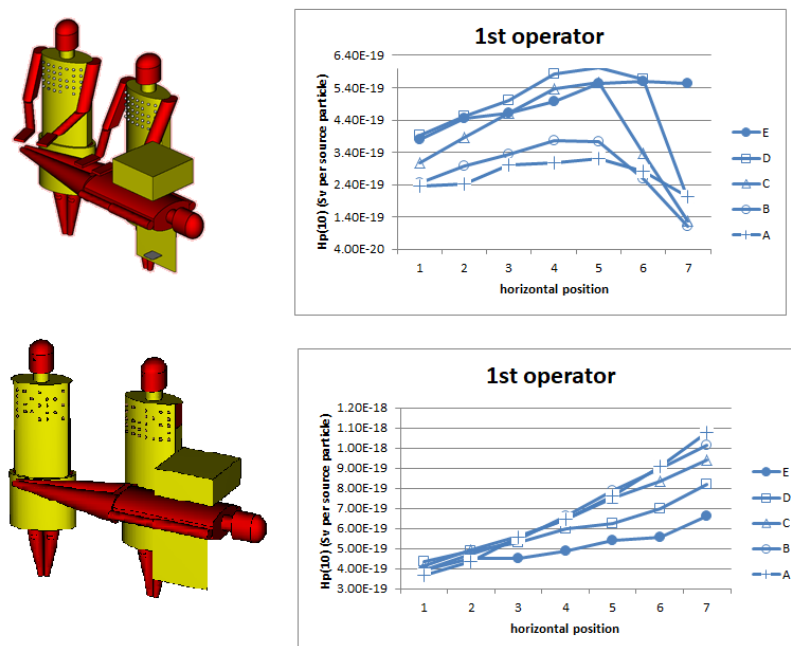 1st operator
Hp(10) (Sv per source particle)
6.40E-19
5.40E-19
4.40E-19
3.40E-19
2.40E-19
1.40E-19
4.00E-20
1 2 3 4 5 6 7
horizontal position
E
D
C
B
A
1st operator
Hp(10) (Sv per source particle)
1.20E-18
1.10E-18
1.00E-18
9.00E-19
8.00E-19
7.00E-19
6.00E-19
5.00E-19
4.00E-19
3.00E-19
1 2 3 4 5 6 7
horizontal position
E
D
C
B
A